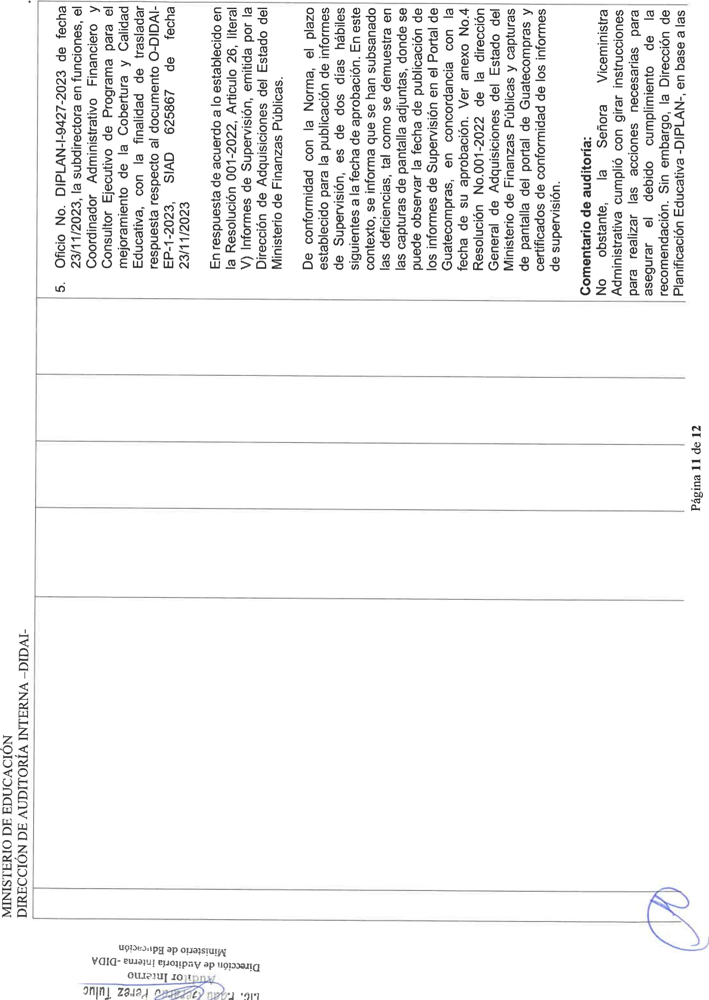 MINISTERIO DE EDUCACIÓN
DIRECCIÓN DE AUDITORÍA INTERNA –DIDAI-
5. Oficio No. DIPLAN-I-9427-2023 de fecha
23/11/2023, la subdirectora en funciones, el
Coordinador Administrativo Financiero y
Consultor Ejecutivo de Programa para el
mejoramiento de la Cobertura y Calidad
Educativa, con la finalidad de trasladar
respuesta respecto al documento O-DIDAI-
EP-1-2023, SIAD 625867 de fecha
23/11/2023
En respuesta de acuerdo a lo establecido en
la Resolución 001-2022, Articulo 26, literal
V) Informes de Supervisión, emitida por la
Dirección de Adquisiciones del Estado del
Ministerio de Finanzas Públicas.
De conformidad con la Norma, el plazo
establecido para la publicación de informes
de Supervisión, es de dos días hábiles
siguientes a la fecha de aprobación. En este
contexto, se informa que se han subsanado
las deficiencias, tal como se demuestra en
las capturas de pantalla adjuntas, donde se
puede observar la fecha de publicación de
los informes de Supervisión en el Portal de
Guatecompras, en concordancia con la
fecha de su aprobación. Ver anexo No.4
Resolución No.001-2022 de la dirección
General de Adquisiciones del Estado del
Ministerio de Finanzas Públicas y capturas
de pantalla del portal de Guatecompras y
certificados de conformidad de los informes
de supervisión.
Comentario de auditoría:
No obstante, la Señora Viceministra
Administrativa cumplió con girar instrucciones
para realizar las acciones necesarias para
asegurar el debido cumplimiento de la
recomendación. Sin embargo, la Dirección de
Planificación Educativa -DIPLAN-, en base a las
Página 11 de 12
Lic. Perez Tuluc
Auditor Interno
Dirección de Auditoría Interna -DIDA
Ministerio de Educación